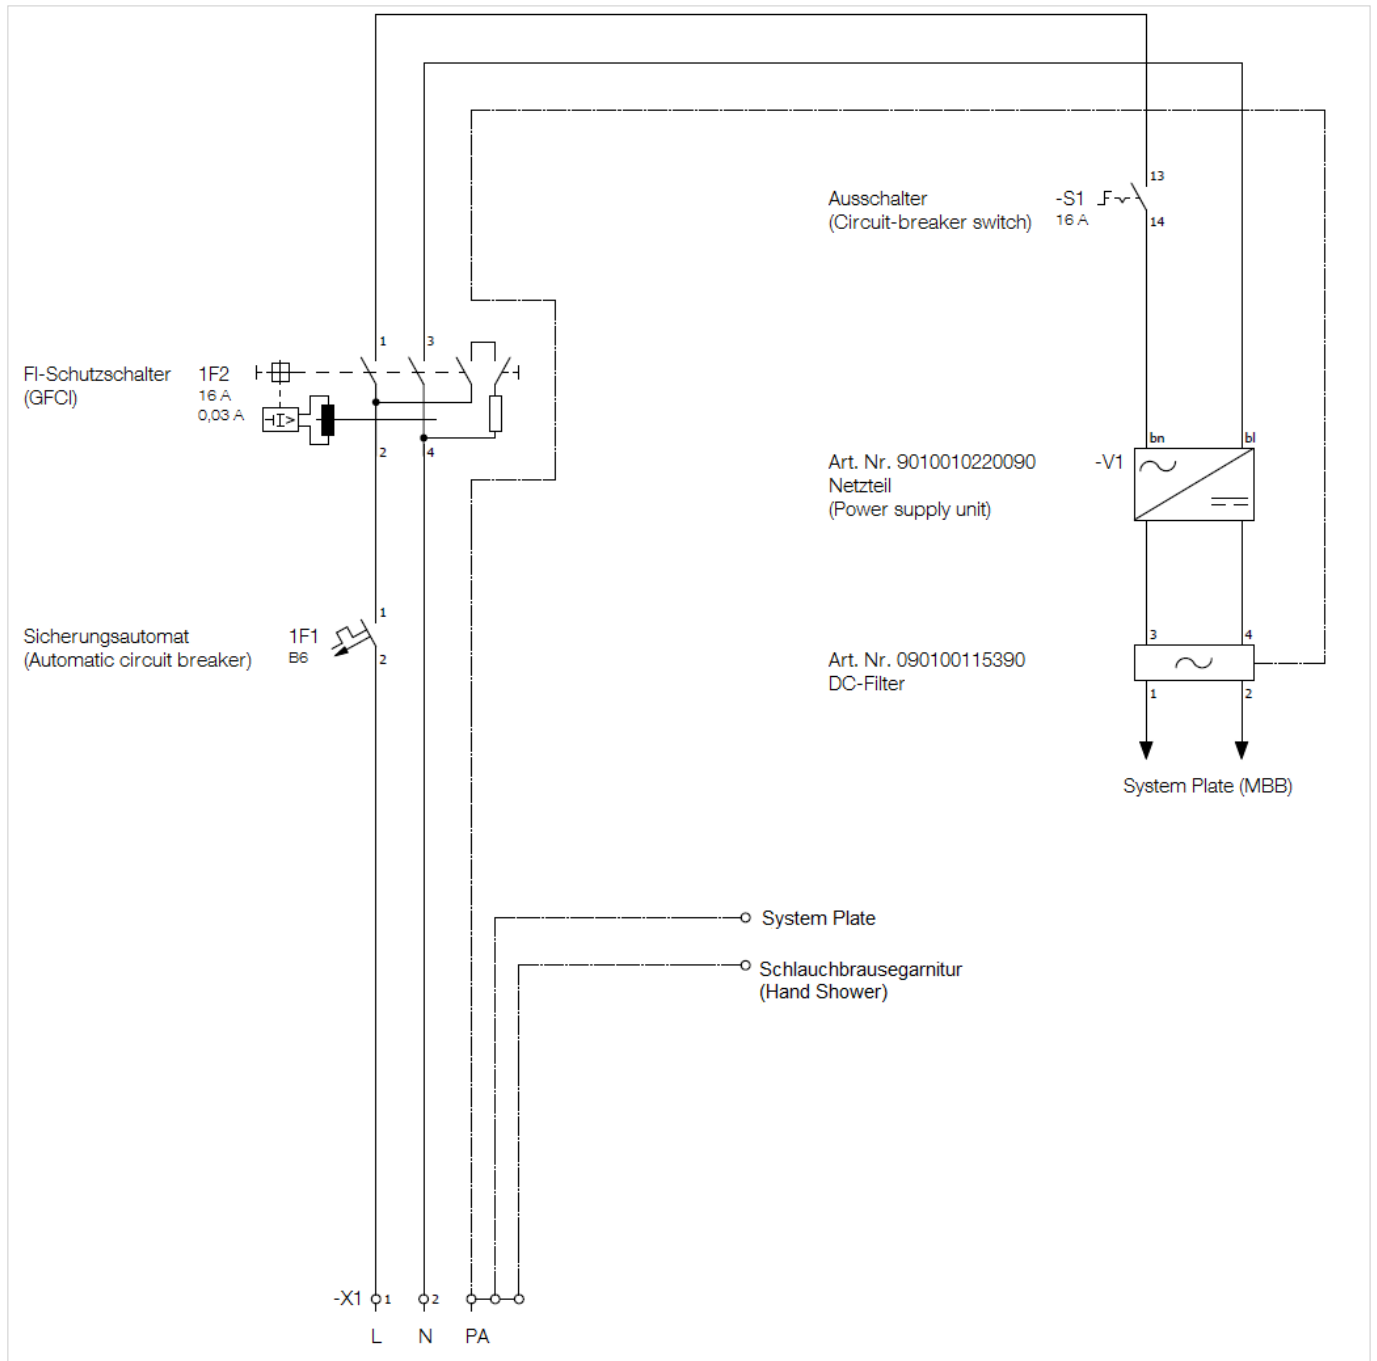 13
Ausschalter
(Circuit-breaker switch)
-S1
16 A
14
1
3
FI-Schutzschalter
(GFCI)
1F2
16 A
0,03 A
I>
2
4
bn
bl
Art. Nr. 9010010220090
Netzteil
(Power supply unit)
-V1
1
Sicherungsautomat
(Automatic circuit breaker)
1F1
B6
2
3
4
Art. Nr. 090100115390
DC-Filter
1
2
System Plate (MBB)
System Plate
Schlauchbrausegarnitur
(Hand Shower)
-X1
1
2
L
N
PA